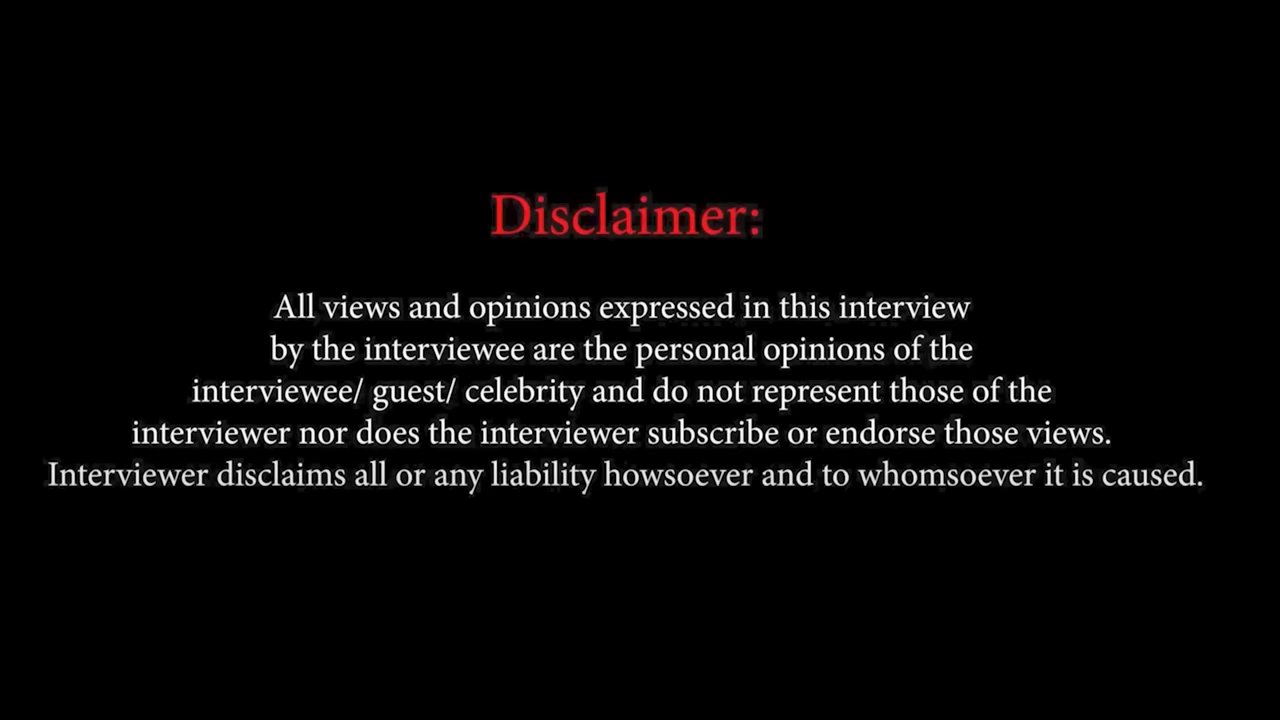 Disclaimer:
All views and opinions expressed in this interview
by the interviewee are the personal opinions of the
interviewee/ guest/ celebrity and do not represent those of the
interviewer nor does the interviewer subscribe or endorse those views.
Interviewer disclaims all or any liability howsoever and to whomsoever it is caused.